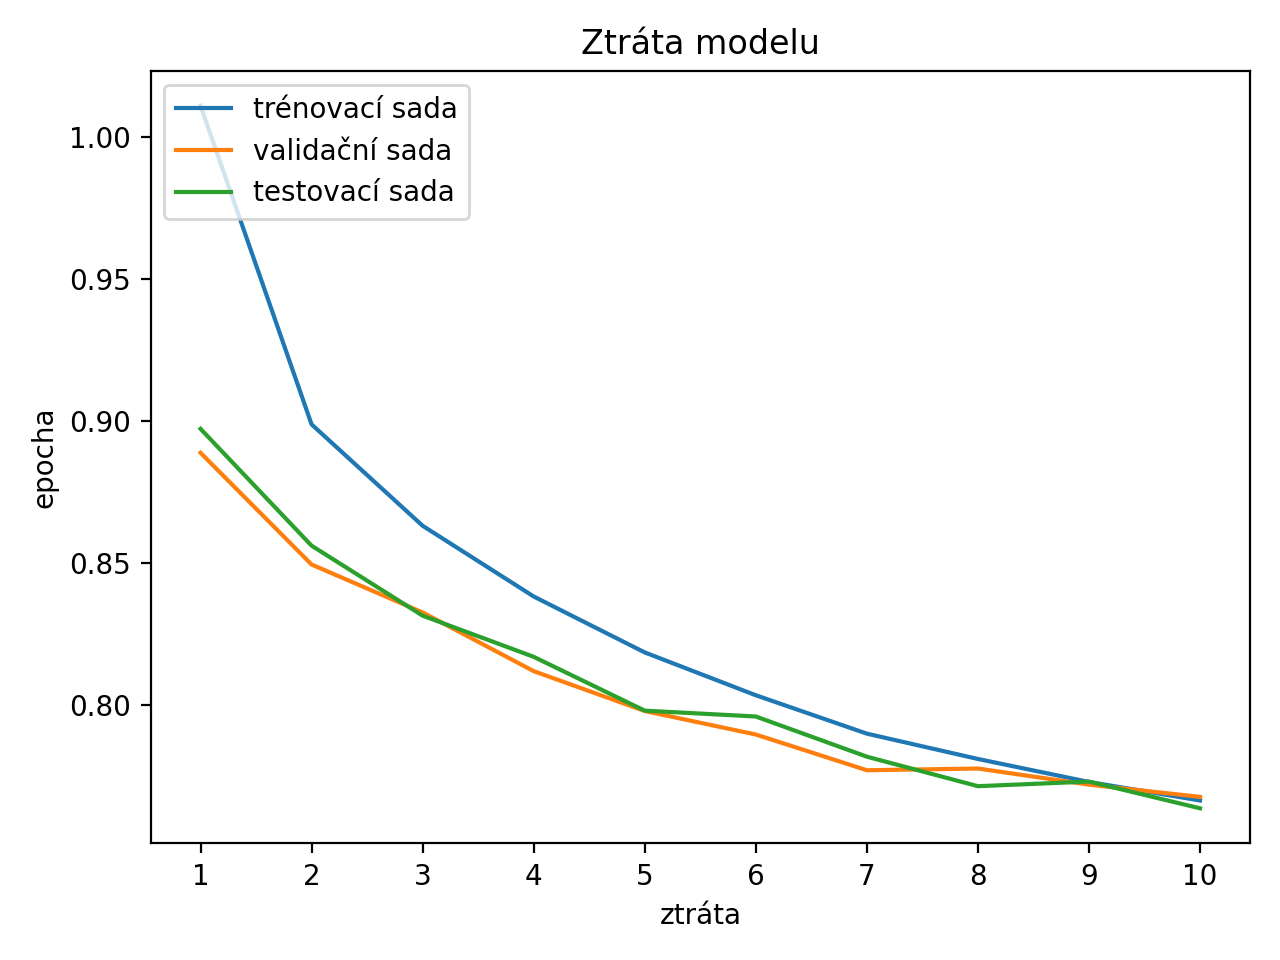 Ztráta modelu
trénovací sada
validační sada
testovací sada
1.00
0.95
0.90
0.85
0.80
epocha
1 2 3 4 5 6 7 8 9 10
ztráta